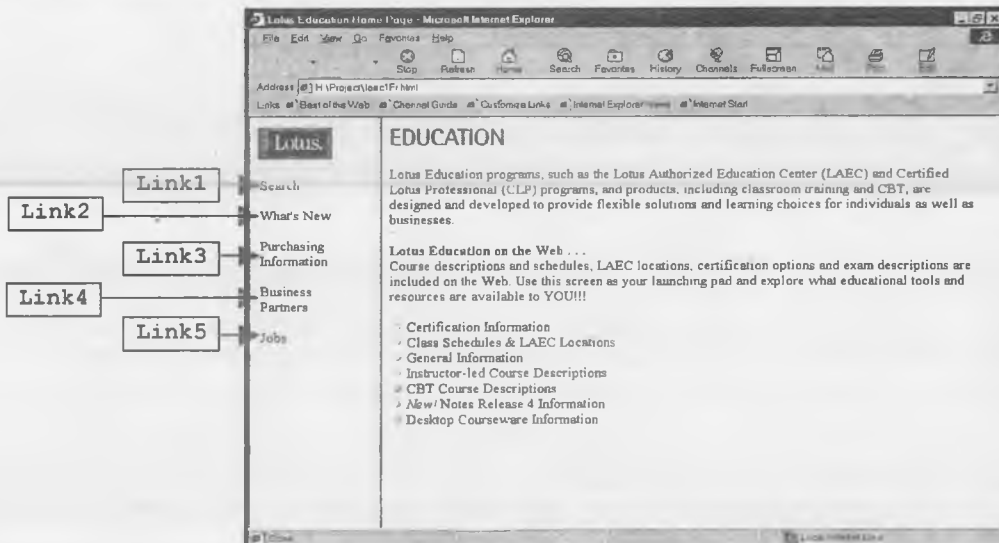 Lotus Education Home Page - Microsoft Internet Explorer
File Edit View Go Favorites Help
Stop Refresh Home Search Favorites History Channels Fullscreen Mail Print Edit
Address
Links Best of the Web Channel Guide Customize Links Internet Explorer Internet Start
Lotus.
Link1
Search
Link2
What's New
Link3
Purchasing
Information
Link4
Business
Partners
Link5
Jobs
EDUCATION
Lotus Education programs, such as the Lotus Authorized Education Center (LAEC) and Certified
Lotus Professional (CLP) programs, and products, including classroom training and CBT, are
designed and developed to provide flexible solutions and learning choices for individuals as well as
businesses.
Lotus Education on the Web . . .
Course descriptions and schedules, LAEC locations, certification options and exam descriptions are
included on the Web. Use this screen as your launching pad and explore what educational tools and
resources are available to YOU!!!
Certification Information
Class Schedules & LAEC Locations
General Information
Instructor-led Course Descriptions
CBT Course Descriptions
New! Notes Release 4 Information
Desktop Courseware Information